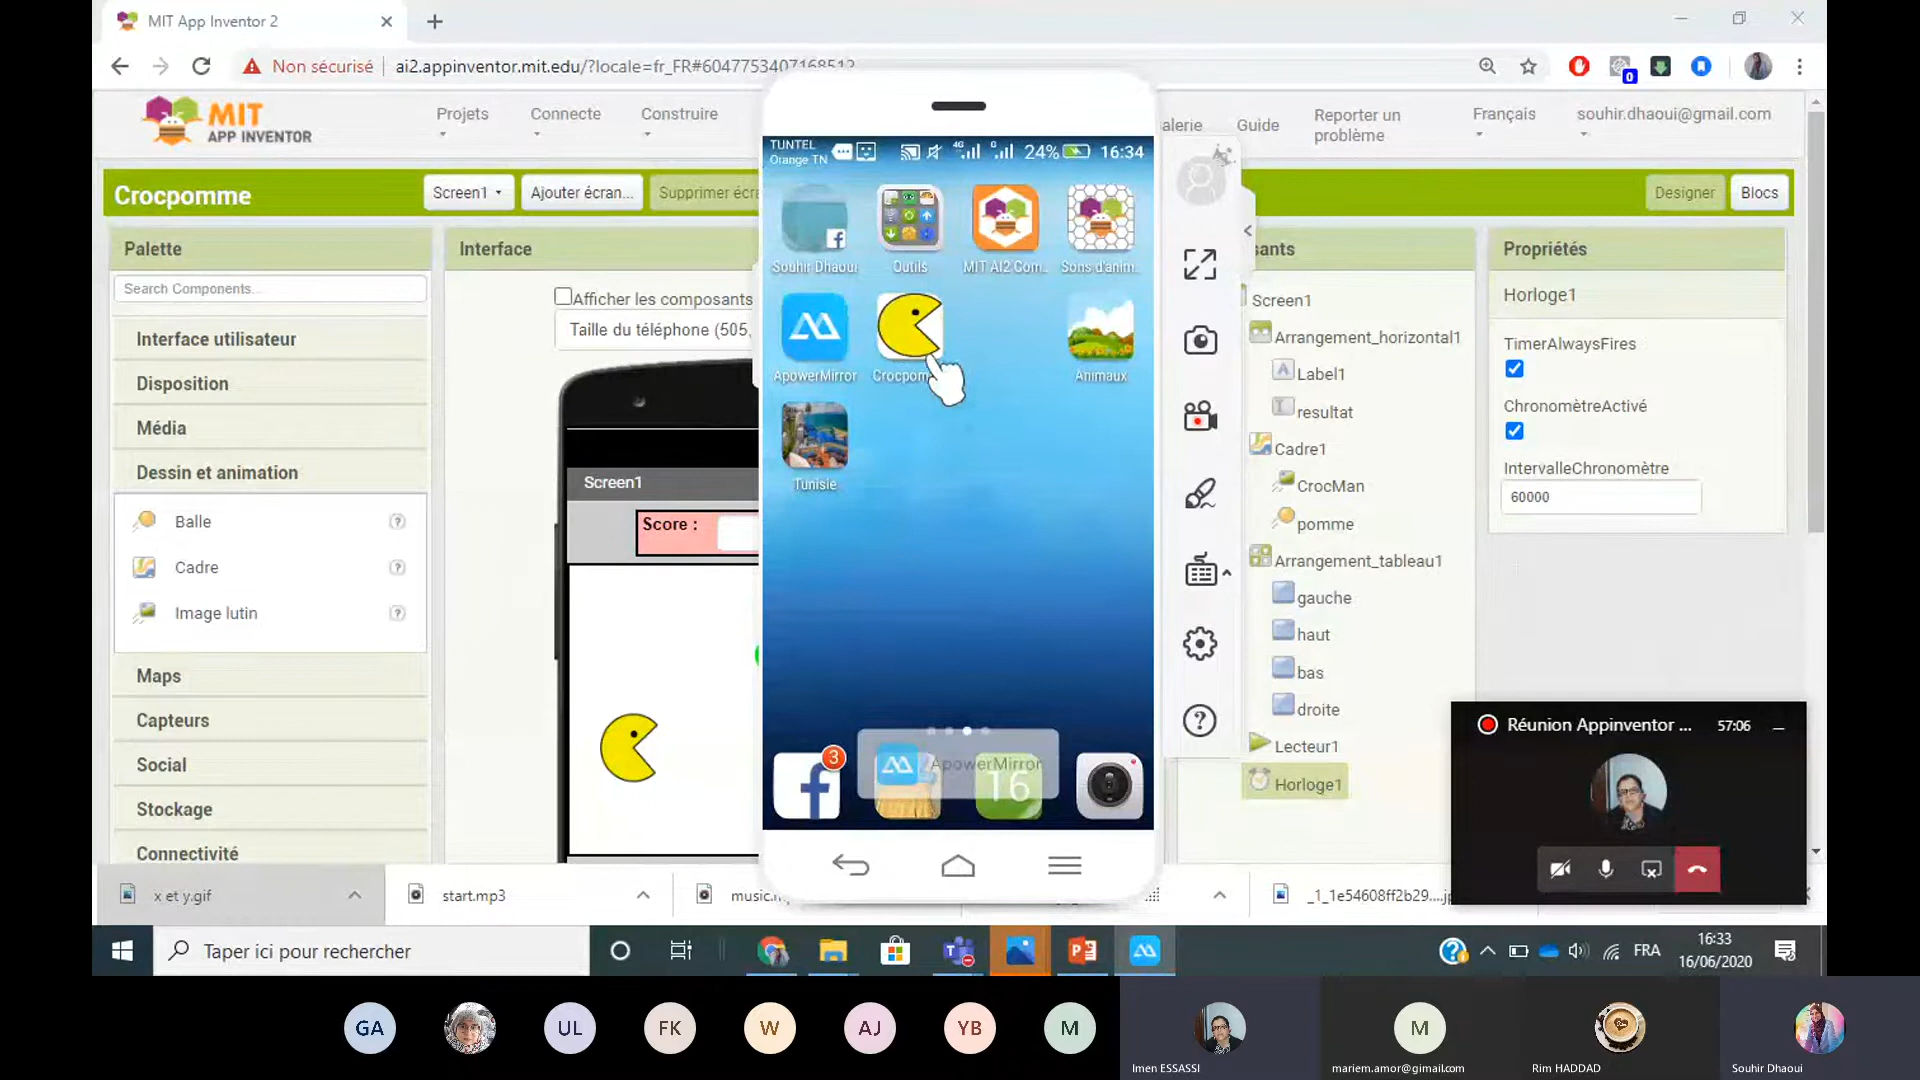 MIT App Inventor 2
Non sécurisé
ai2.appinventor.mit.edu/?locale=fr_FR#6047753407168512
0
MIT
APP INVENTOR
Projets
Connecte
Construire
alerie
Guide
Reporter un
problème
Français
souhir.dhaoui@gmail.com
Crocpomme
Screen1
Ajouter écran...
Supprimer écra
Designer
Blocs
Palette
Search Components...
Interface utilisateur
Disposition
Média
Dessin et animation
Balle
Cadre
Image lutin
Maps
Capteurs
Social
Stockage
Connectivité
Interface
Afficher les composants
Taille du téléphone (505,
Screen1
Score :
TUNTEL
Orange TN
4G
24%
16:34
Souhir Dhaoui
Outils
MIT AI2 Com..
Sons d'anim..
ApowerMirror
Crocpom
Animaux
Tunisie
3
ApowerMirror
16
sants
Screen1
Arrangement_horizontal1
Label1
resultat
Cadre1
CrocMan
pomme
Arrangement_tableau1
gauche
haut
bas
droite
Lecteur1
Horloge1
Propriétés
Horloge1
TimerAlwaysFires
ChronomètreActivé
IntervalleChronomètre
60000
Réunion Appinventor ...
57:06
x et y.gif
start.mp3
music.
_1_1e54608ff2b29....jp
Taper ici pour rechercher
FRA
16:33
16/06/2020
GA
UL
FK
W
AJ
YB
M
M
Imen ESSASSI
mariem.amor@gimail.com
Rim HADDAD
Souhir Dhaoui